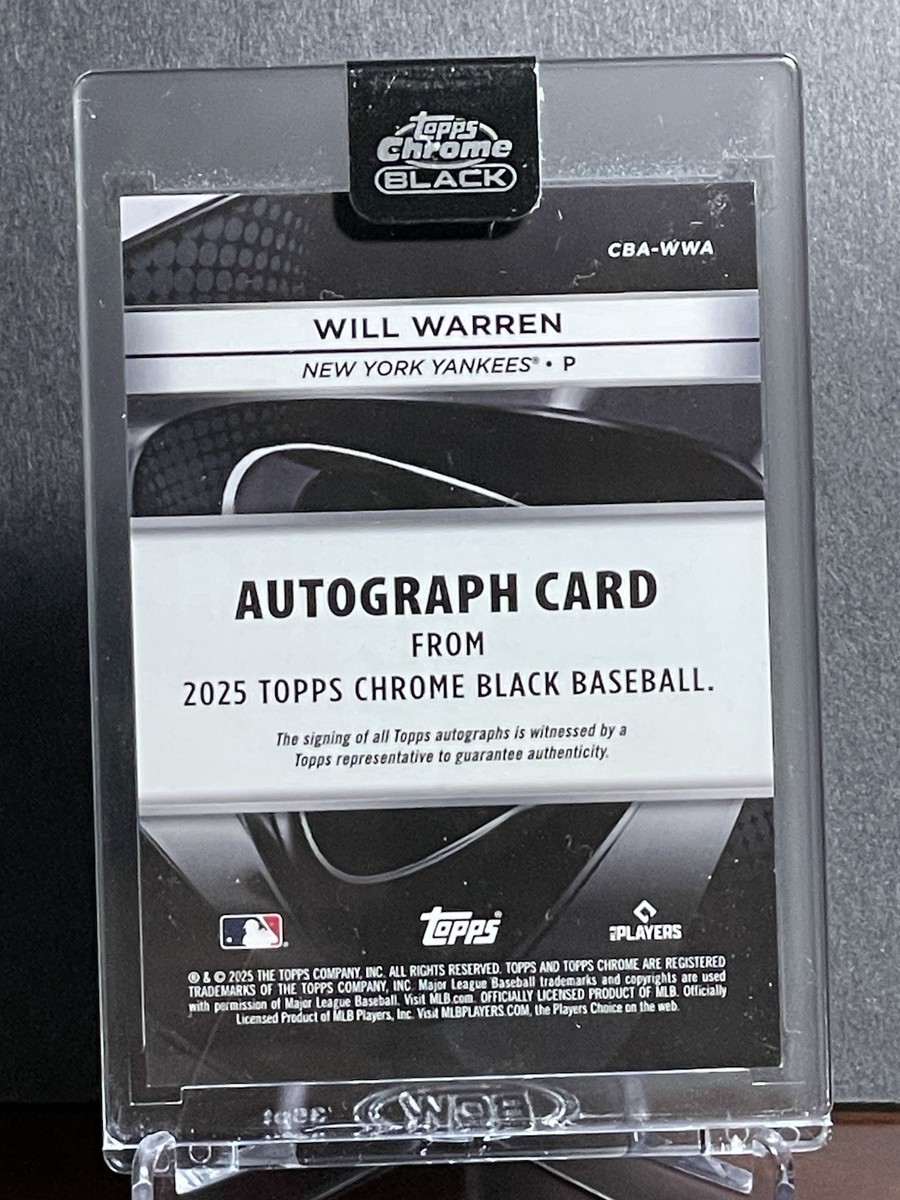 Topps
Chrome
BLACK
CBA-WWA
WILL WARREN
NEW YORK YANKEES® • P
AUTOGRAPH CARD
FROM
2025 TOPPS CHROME BLACK BASEBALL.
The signing of all Topps autographs is witnessed by a
Topps representative to guarantee authenticity.
Topps®
MLB PLAYERS
® & © 2025 THE TOPPS COMPANY, INC. ALL RIGHTS RESERVED. TOPPS AND TOPPS CHROME ARE REGISTERED
TRADEMARKS OF THE TOPPS COMPANY, INC. Major League Baseball trademarks and copyrights are used
with permission of Major League Baseball. Visit MLB.com. OFFICIALLY LICENSED PRODUCT OF MLB. Officially
Licensed Product of MLB Players, Inc. Visit MLBPLAYERS.COM, the Players Choice on the web.